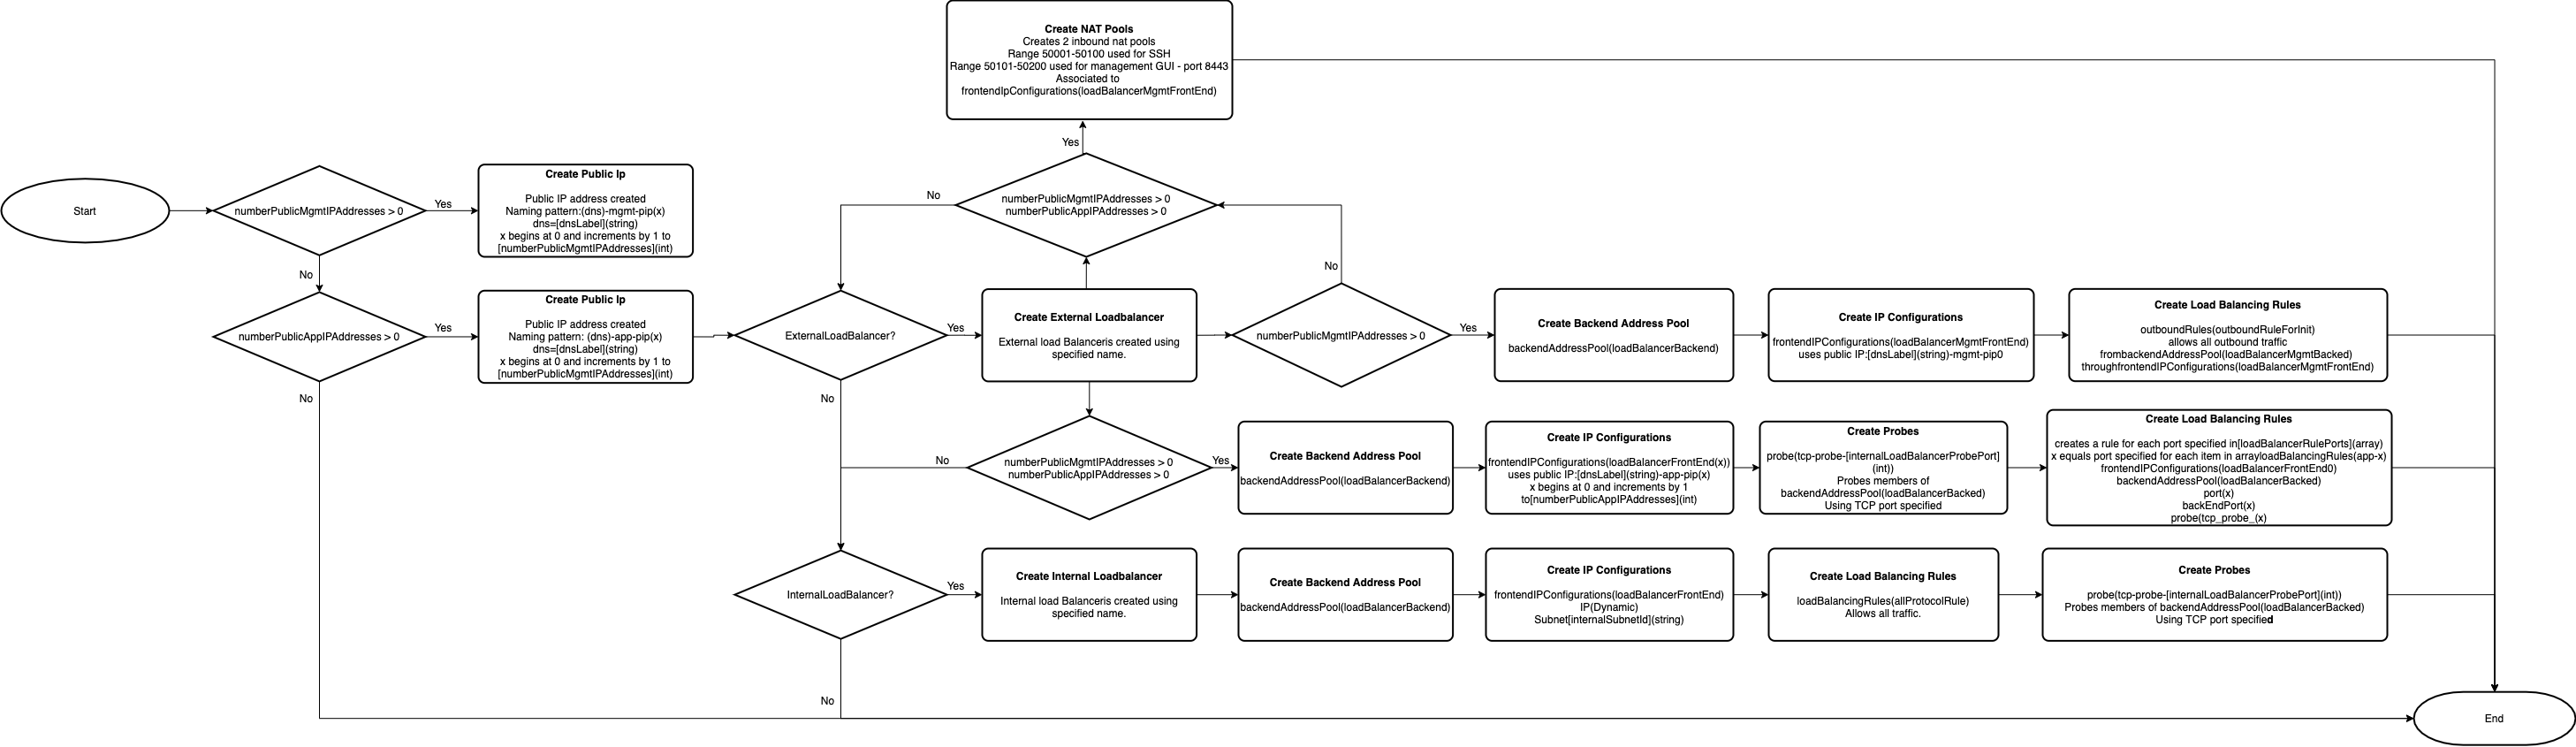 Create NAT Pools
Creates 2 inbound nat pools
Range 50001-50100 used for SSH
Range 50101-50200 used for management GUI - port 8443
Associated to
frontendIpConfigurations(loadBalancerMgmtFrontEnd)
Yes
Start
numberPublicMgmtIPAddresses > 0
Yes
Create Public Ip
Public IP address created
Naming pattern:(dns)-mgmt-pip(x)
dns=[dnsLabel](string)
x begins at 0 and increments by 1 to
[numberPublicMgmtIPAddresses](int)
No
numberPublicMgmtIPAddresses > 0
numberPublicAppIPAddresses > 0
No
No
numberPublicAppIPAddresses > 0
Yes
Create Public Ip
Public IP address created
Naming pattern: (dns)-app-pip(x)
dns=[dnsLabel](string)
x begins at 0 and increments by 1 to
[numberPublicMgmtIPAddresses](int)
ExternalLoadBalancer?
Yes
Create External Loadbalancer
External load Balanceris created using
specified name.
numberPublicMgmtIPAddresses > 0
Yes
Create Backend Address Pool
backendAddressPool(loadBalancerBackend)
Create IP Configurations
frontendIPConfigurations(loadBalancerMgmtFrontEnd)
uses public IP:[dnsLabel](string)-mgmt-pip0
Create Load Balancing Rules
outboundRules(outboundRuleForInit)
allows all outbound traffic
frombackendAddressPool(loadBalancerMgmtBacked)
throughfrontendIPConfigurations(loadBalancerMgmtFrontEnd)
No
No
No
numberPublicMgmtIPAddresses > 0
numberPublicAppIPAddresses > 0
Yes
Create Backend Address Pool
backendAddressPool(loadBalancerBackend)
Create IP Configurations
frontendIPConfigurations(loadBalancerFrontEnd(x))
uses public IP:[dnsLabel](string)-app-pip(x)
x begins at 0 and increments by 1
to[numberPublicAppIPAddresses](int)
Create Probes
probe(tcp-probe-[internalLoadBalancerProbePort]
(int))
Probes members of
backendAddressPool(loadBalancerBacked)
Using TCP port specified
Create Load Balancing Rules
creates a rule for each port specified in[loadBalancerRulePorts](array)
x equals port specified for each item in arrayloadBalancingRules(app-x)
frontendIPConfigurations(loadBalancerFrontEnd0)
backendAddressPool(loadBalancerBacked)
port(x)
backEndPort(x)
probe(tcp_probe_(x)
InternalLoadBalancer?
Yes
Create Internal Loadbalancer
Internal load Balanceris created using
specified name.
Create Backend Address Pool
backendAddressPool(loadBalancerBackend)
Create IP Configurations
frontendIPConfigurations(loadBalancerFrontEnd)
IP(Dynamic)
Subnet[internalSubnetId](string)
Create Load Balancing Rules
loadBalancingRules(allProtocolRule)
Allows all traffic.
Create Probes
probe(tcp-probe-[internalLoadBalancerProbePort](int))
Probes members of backendAddressPool(loadBalancerBacked)
Using TCP port specified
No
End